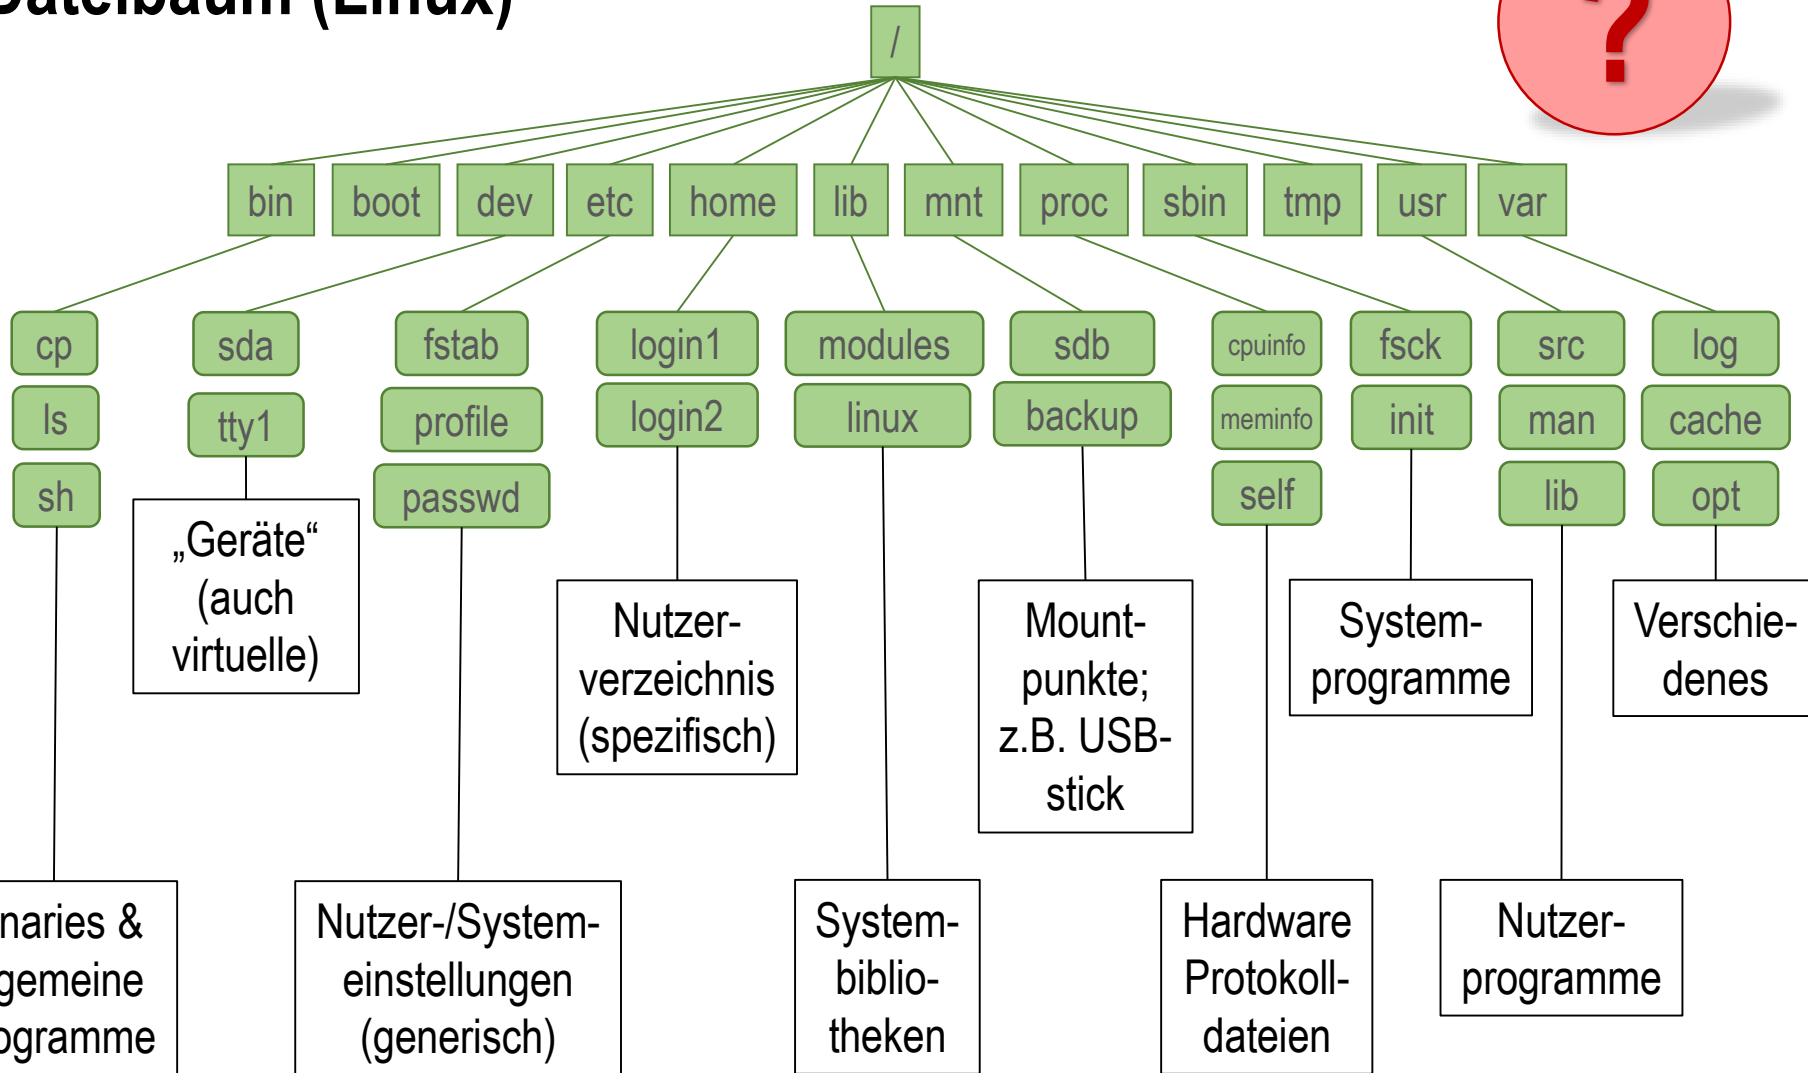 Dateibaum (Linux)
?
/
bin boot dev etc home lib mnt proc sbin tmp usr var
cp sda fstab login1 modules sdb cpuinfo fsck src log
ls tty1 profile login2 linux backup meminfo init man cache
sh passwd self lib opt
„Geräte“
(auch
virtuelle)
Nutzer-
verzeichnis
(spezifisch)
Mount-
punkte;
z.B. USB-
stick
System-
programme
Verschie-
denes
naries &
gemeine
ogramme
Nutzer-/System-
einstellungen
(generisch)
System-
biblio-
theken
Hardware
Protokoll-
dateien
Nutzer-
programme